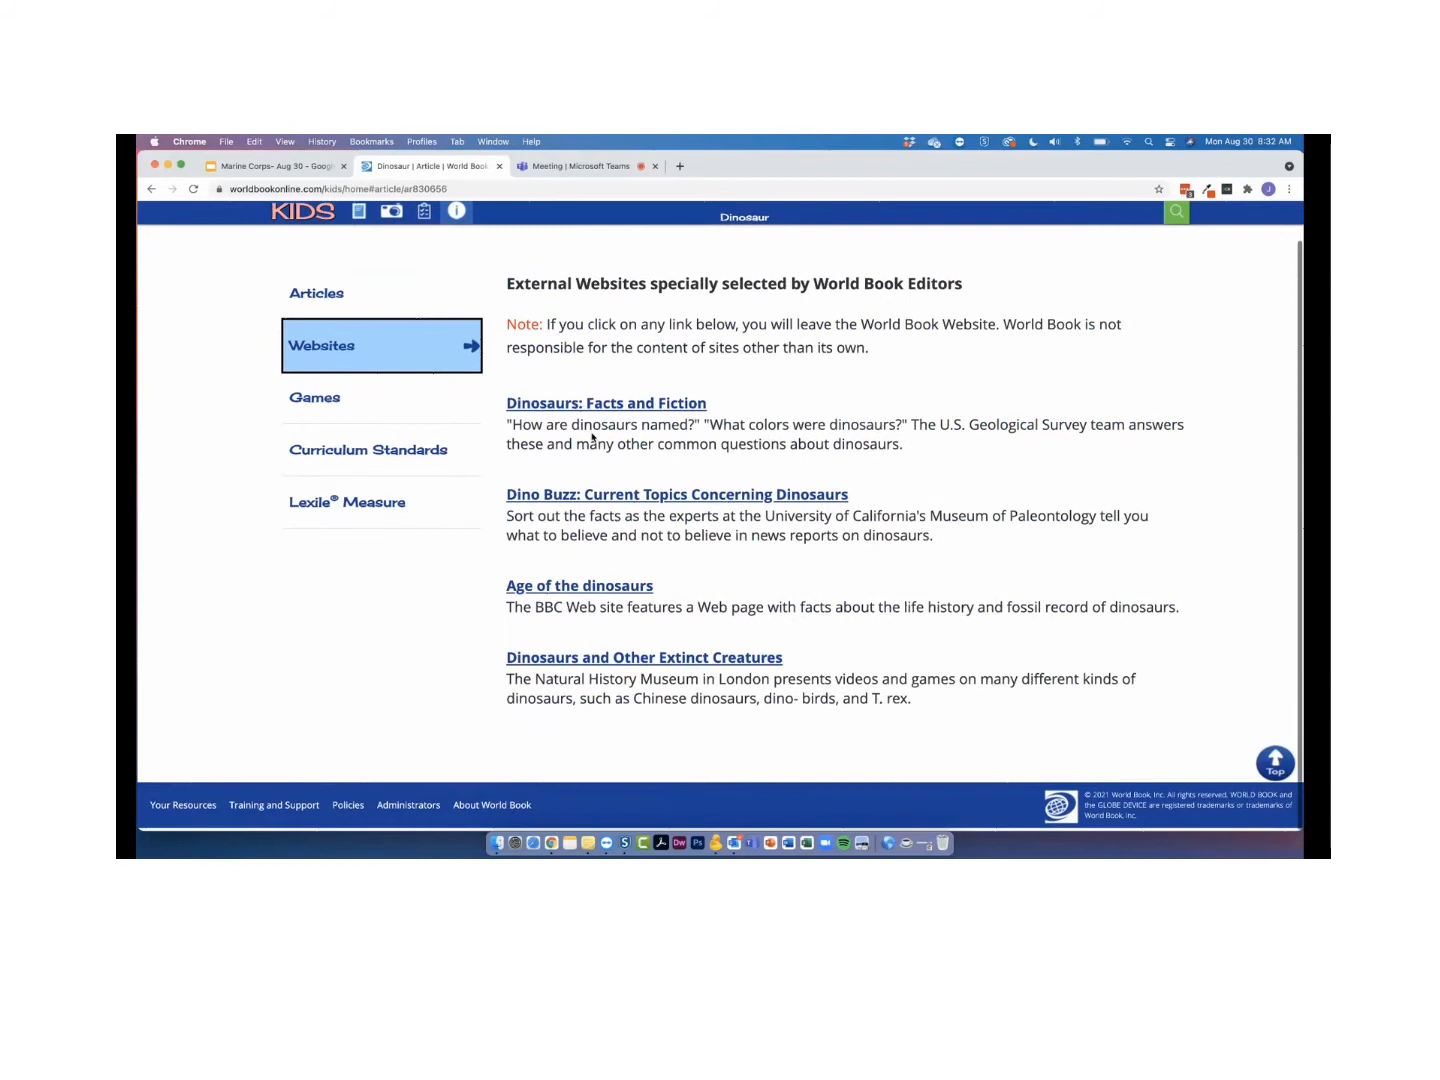 Chrome File Edit View History Bookmarks Profiles Tab Window Help Mon Aug 30 8:32 AM
Marine Corps- Aug 30 - Goog Dinosaur | Article | World Book Meeting | Microsoft Teams
worldbookonline.com/kids/home#article/ar830656
KIDS Dinosaur
External Websites specially selected by World Book Editors
Articles
Note: If you click on any link below, you will leave the World Book Website. World Book is not
responsible for the content of sites other than its own.
Websites
Games
Curriculum Standards
Lexile® Measure
Dinosaurs: Facts and Fiction
"How are dinosaurs named?" "What colors were dinosaurs?" The U.S. Geological Survey team answers
these and many other common questions about dinosaurs.
Dino Buzz: Current Topics Concerning Dinosaurs
Sort out the facts as the experts at the University of California's Museum of Paleontology tell you
what to believe and not to believe in news reports on dinosaurs.
Age of the dinosaurs
The BBC Web site features a Web page with facts about the life history and fossil record of dinosaurs.
Dinosaurs and Other Extinct Creatures
The Natural History Museum in London presents videos and games on many different kinds of
dinosaurs, such as Chinese dinosaurs, dino- birds, and T. rex.
Top
Your Resources Training and Support Policies Administrators About World Book
© 2021 World Book, Inc. All rights reserved. WORLD BOOK and
the GLOBE DEVICE are registered trademarks or trademarks of
World Book, Inc.
Dw Ps